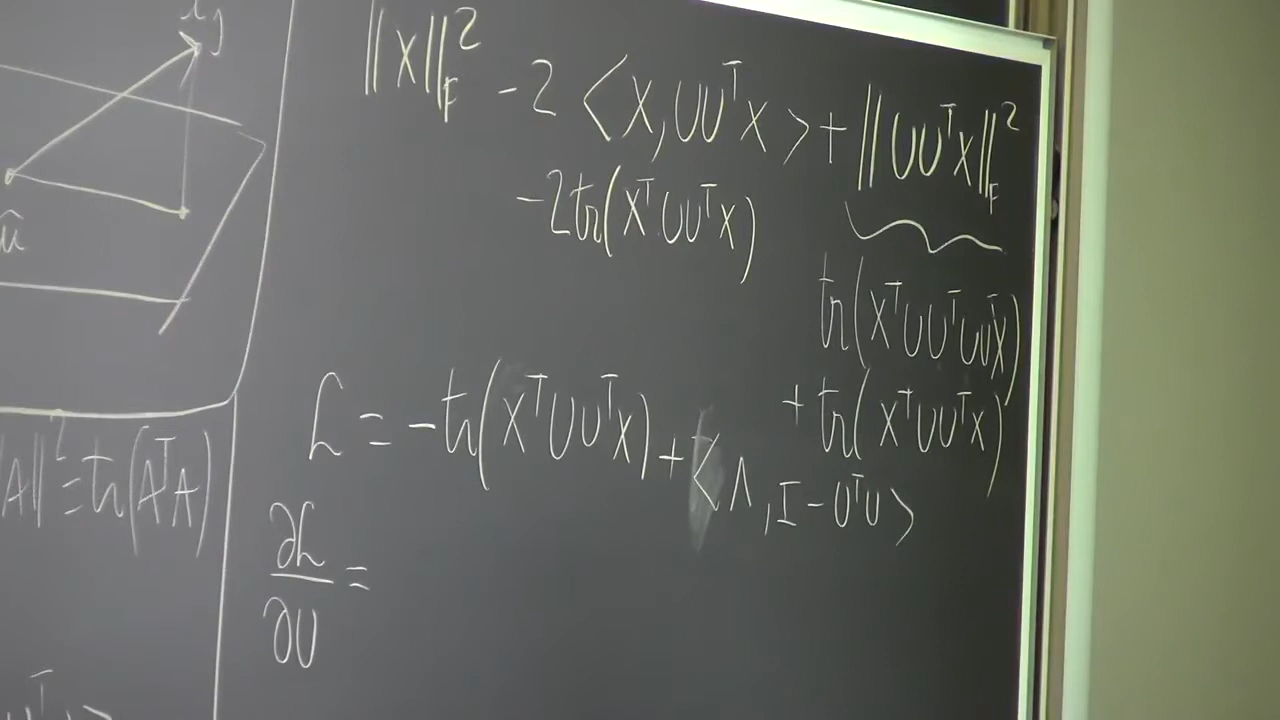 ‖X‖_F^2 -2 ⟨X, UU^T X⟩ + ‖UU^T X‖_F^2
-2tr(X^T UU^T X)
tr(X^T UU^T UU^T X)
+ tr(X^T UU^T X)
ℒ = -tr(X^T UU^T X) + ⟨Λ, I - U^T U⟩
∂ℒ/∂U =
û
A‖^2 = tr(A^T A)